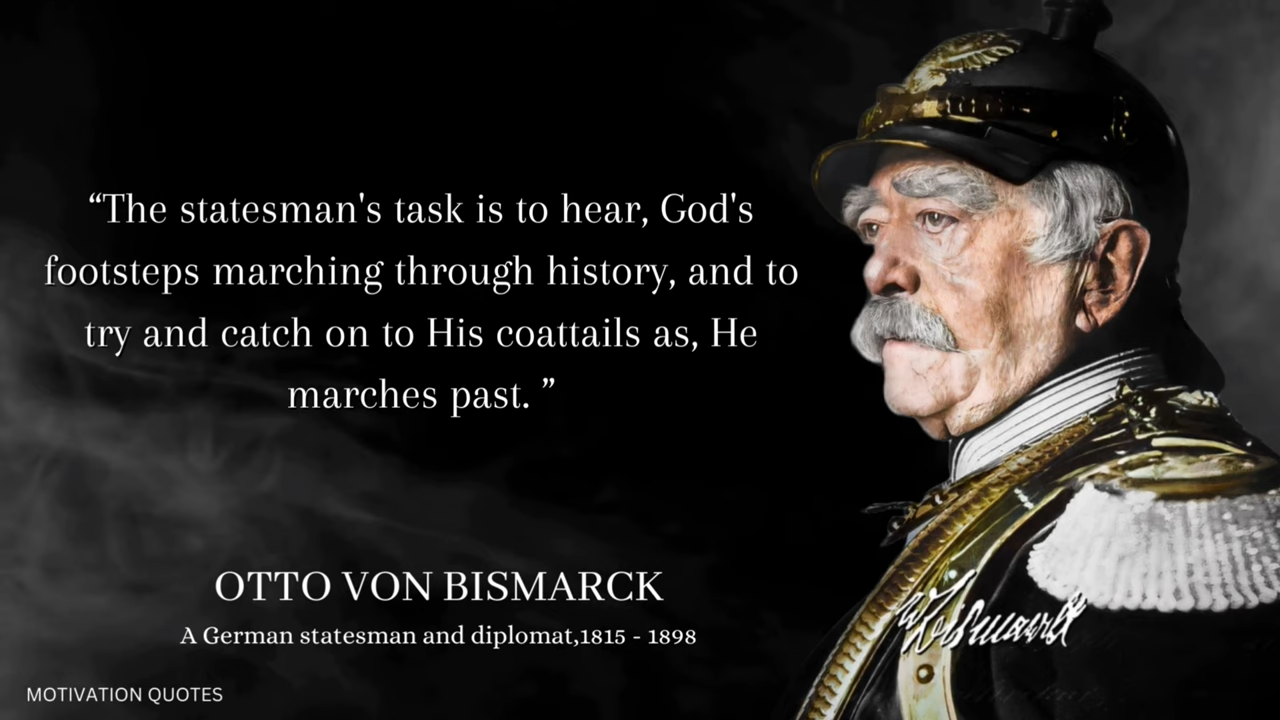 “The statesman's task is to hear, God's
footsteps marching through history, and to
try and catch on to His coattails as, He
marches past. ”
OTTO VON BISMARCK
A German statesman and diplomat,1815 - 1898
MOTIVATION QUOTES